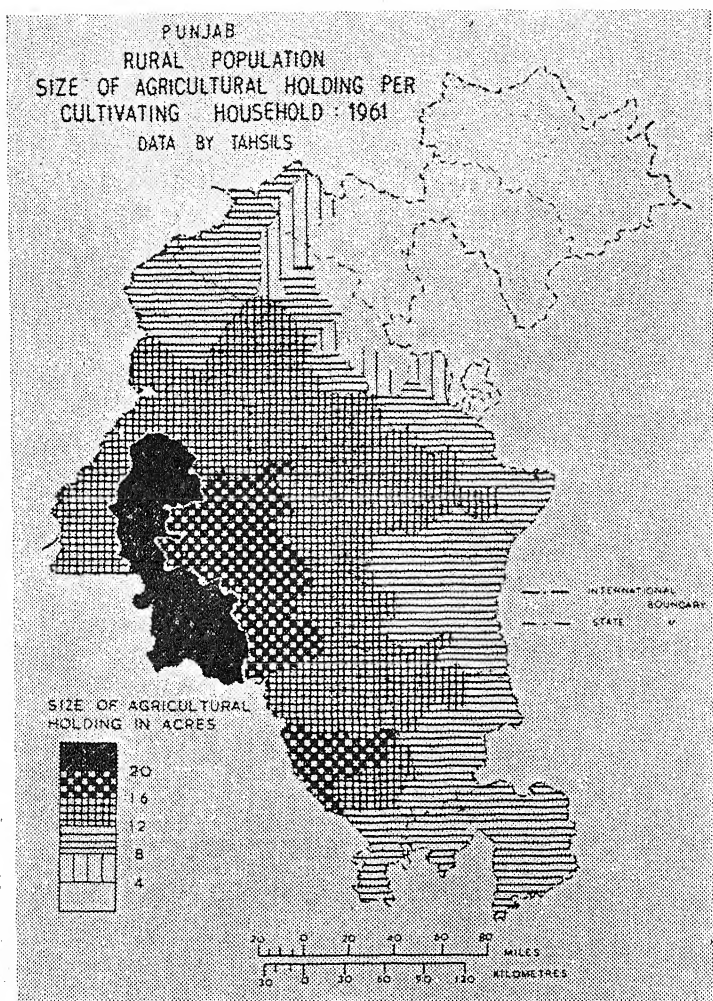 PUNJAB
RURAL POPULATION
SIZE OF AGRICULTURAL HOLDING PER
CULTIVATING HOUSEHOLD : 1961
DATA BY TAHSILS
INTERNATIONAL
BOUNDARY
STATE "
SIZE OF AGRICULTURAL
HOLDING IN ACRES
20
16
12
8
4
20 0 20 40 60 80
MILES
KILOMETRES
30 0 30 60 90 120